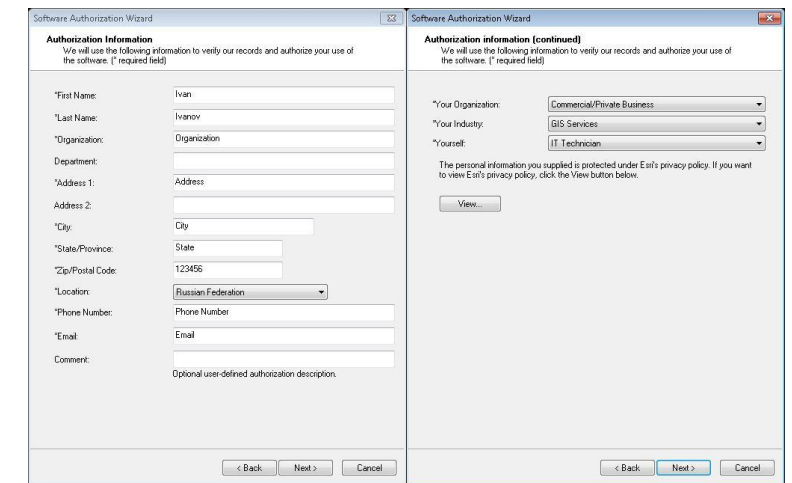 Software Authorization Wizard
Authorization Information
We will use the following information to verify our records and authorize your use of
the software. (* required field)
*First Name: Ivan
*Last Name: Ivanov
*Organization: Organization
Department:
*Address 1: Address
Address 2:
*City: City
*State/Province: State
*Zip/Postal Code: 123456
*Location: Russian Federation
*Phone Number: Phone Number
*Email: Email
Comment:
Optional user-defined authorization description.
< Back Next > Cancel
Software Authorization Wizard
Authorization information (continued)
We will use the following information to verify our records and authorize your use of
the software. (* required field)
*Your Organization: Commercial/Private Business
*Your Industry: GIS Services
*Yourself: IT Technician
The personal information you supplied is protected under Esri's privacy policy. If you want
to view Esri's privacy policy, click the View button below.
View...
< Back Next > Cancel